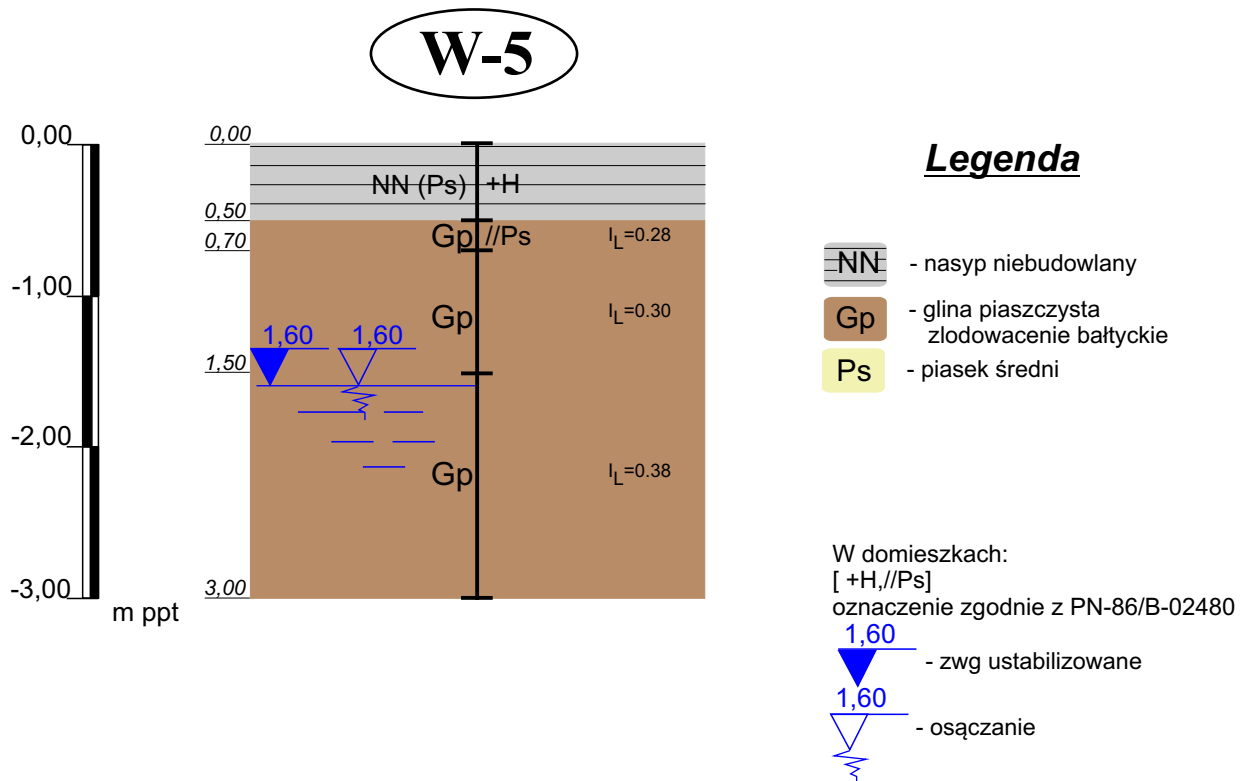 W-5
0,00
-1,00
-2,00
-3,00
m ppt
0,00
0,50
0,70
1,50
3,00
NN (Ps) +H
Gp //Ps
I_L=0.28
Gp
I_L=0.30
1,60 1,60
Gp
I_L=0.38
Legenda
NN - nasyp niebudowlany
Gp - glina piaszczysta
zlodowacenie bałtyckie
Ps - piasek średni
W domieszkach:
[ +H,//Ps]
oznaczenie zgodnie z PN-86/B-02480
1,60
- zwg ustabilizowane
1,60
- osączanie